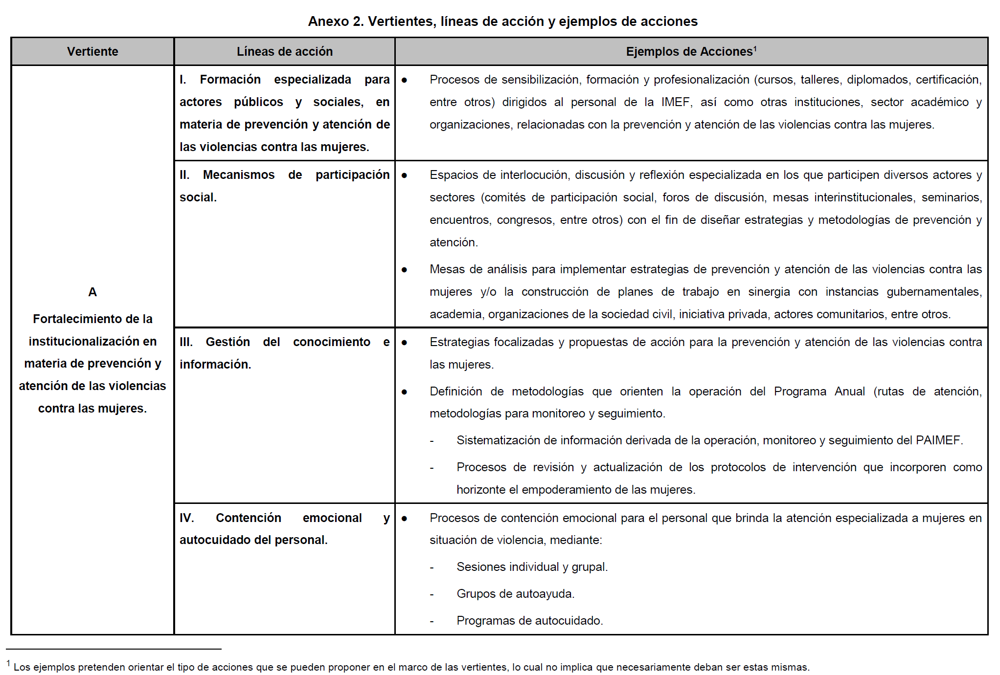 Anexo 2. Vertientes, líneas de acción y ejemplos de acciones
Vertiente
Líneas de acción
Ejemplos de Acciones¹
A
Fortalecimiento de la
institucionalización en
materia de prevención y
atención de las violencias
contra las mujeres.
I. Formación especializada para
actores públicos y sociales, en
materia de prevención y atención de
las violencias contra las mujeres.
● Procesos de sensibilización, formación y profesionalización (cursos, talleres, diplomados, certificación,
entre otros) dirigidos al personal de la IMEF, así como otras instituciones, sector académico y
organizaciones, relacionadas con la prevención y atención de las violencias contra las mujeres.
II. Mecanismos de participación
social.
● Espacios de interlocución, discusión y reflexión especializada en los que participen diversos actores y
sectores (comités de participación social, foros de discusión, mesas interinstitucionales, seminarios,
encuentros, congresos, entre otros) con el fin de diseñar estrategias y metodologías de prevención y
atención.
● Mesas de análisis para implementar estrategias de prevención y atención de las violencias contra las
mujeres y/o la construcción de planes de trabajo en sinergia con instancias gubernamentales,
academia, organizaciones de la sociedad civil, iniciativa privada, actores comunitarios, entre otros.
III. Gestión del conocimiento e
información.
● Estrategias focalizadas y propuestas de acción para la prevención y atención de las violencias contra
las mujeres.
● Definición de metodologías que orienten la operación del Programa Anual (rutas de atención,
metodologías para monitoreo y seguimiento.
- Sistematización de información derivada de la operación, monitoreo y seguimiento del PAIMEF.
- Procesos de revisión y actualización de los protocolos de intervención que incorporen como
horizonte el empoderamiento de las mujeres.
IV. Contención emocional y
autocuidado del personal.
● Procesos de contención emocional para el personal que brinda la atención especializada a mujeres en
situación de violencia, mediante:
- Sesiones individual y grupal.
- Grupos de autoayuda.
- Programas de autocuidado.
¹ Los ejemplos pretenden orientar el tipo de acciones que se pueden proponer en el marco de las vertientes, lo cual no implica que necesariamente deban ser estas mismas.